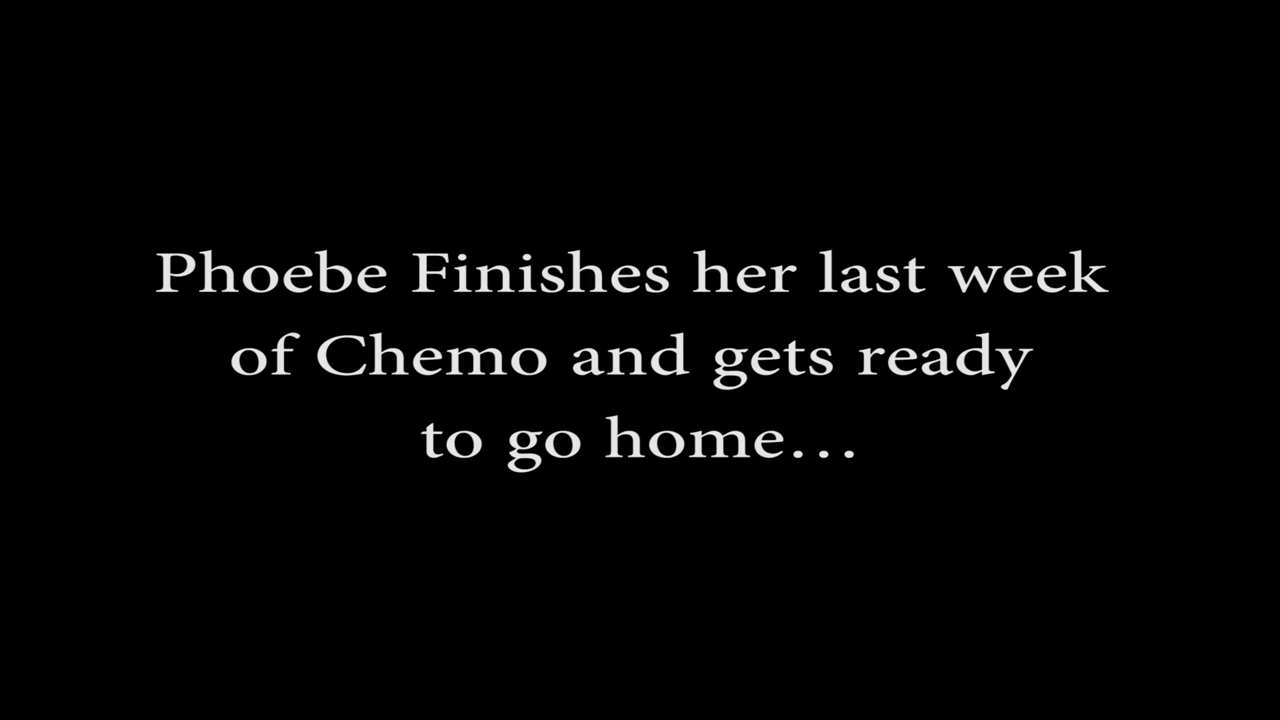 Phoebe Finishes her last week
of Chemo and gets ready
to go home...